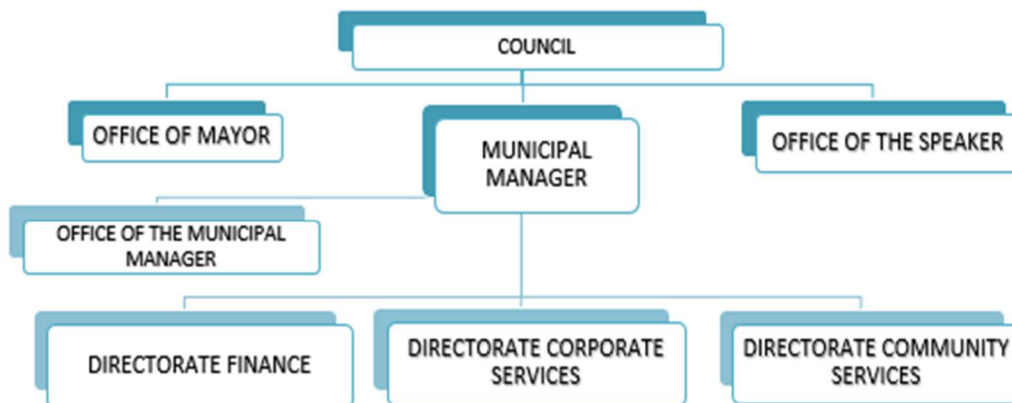 COUNCIL
OFFICE OF MAYOR
MUNICIPAL
MANAGER
OFFICE OF THE SPEAKER
OFFICE OF THE MUNICIPAL
MANAGER
DIRECTORATE FINANCE
DIRECTORATE CORPORATE
SERVICES
DIRECTORATE COMMUNITY
SERVICES